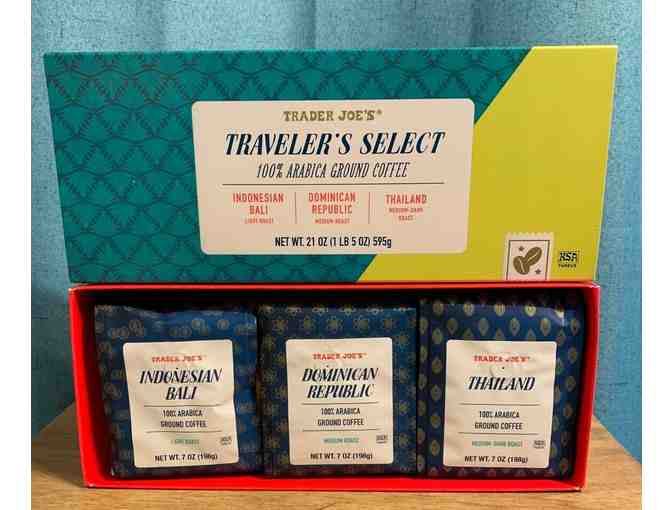 TRADER JOE'S®
TRAVELER'S SELECT
100% ARABICA GROUND COFFEE
INDONESIAN
BALI
LIGHT ROAST
DOMINICAN
REPUBLIC
MEDIUM ROAST
THAILAND
MEDIUM-DARK
ROAST
NET WT. 21 OZ (1 LB 5 OZ) 595g
TRADER JOE'S®
INDONESIAN
BALI
100% ARABICA
GROUND COFFEE
LIGHT ROAST
NET WT. 7 OZ (198g)
TRADER JOE'S®
DOMINICAN
REPUBLIC
100% ARABICA
GROUND COFFEE
MEDIUM ROAST
NET WT. 7 OZ (198g)
TRADER JOE'S®
THAILAND
100% ARABICA
GROUND COFFEE
MEDIUM-DARK ROAST
NET WT. 7 OZ (198g)